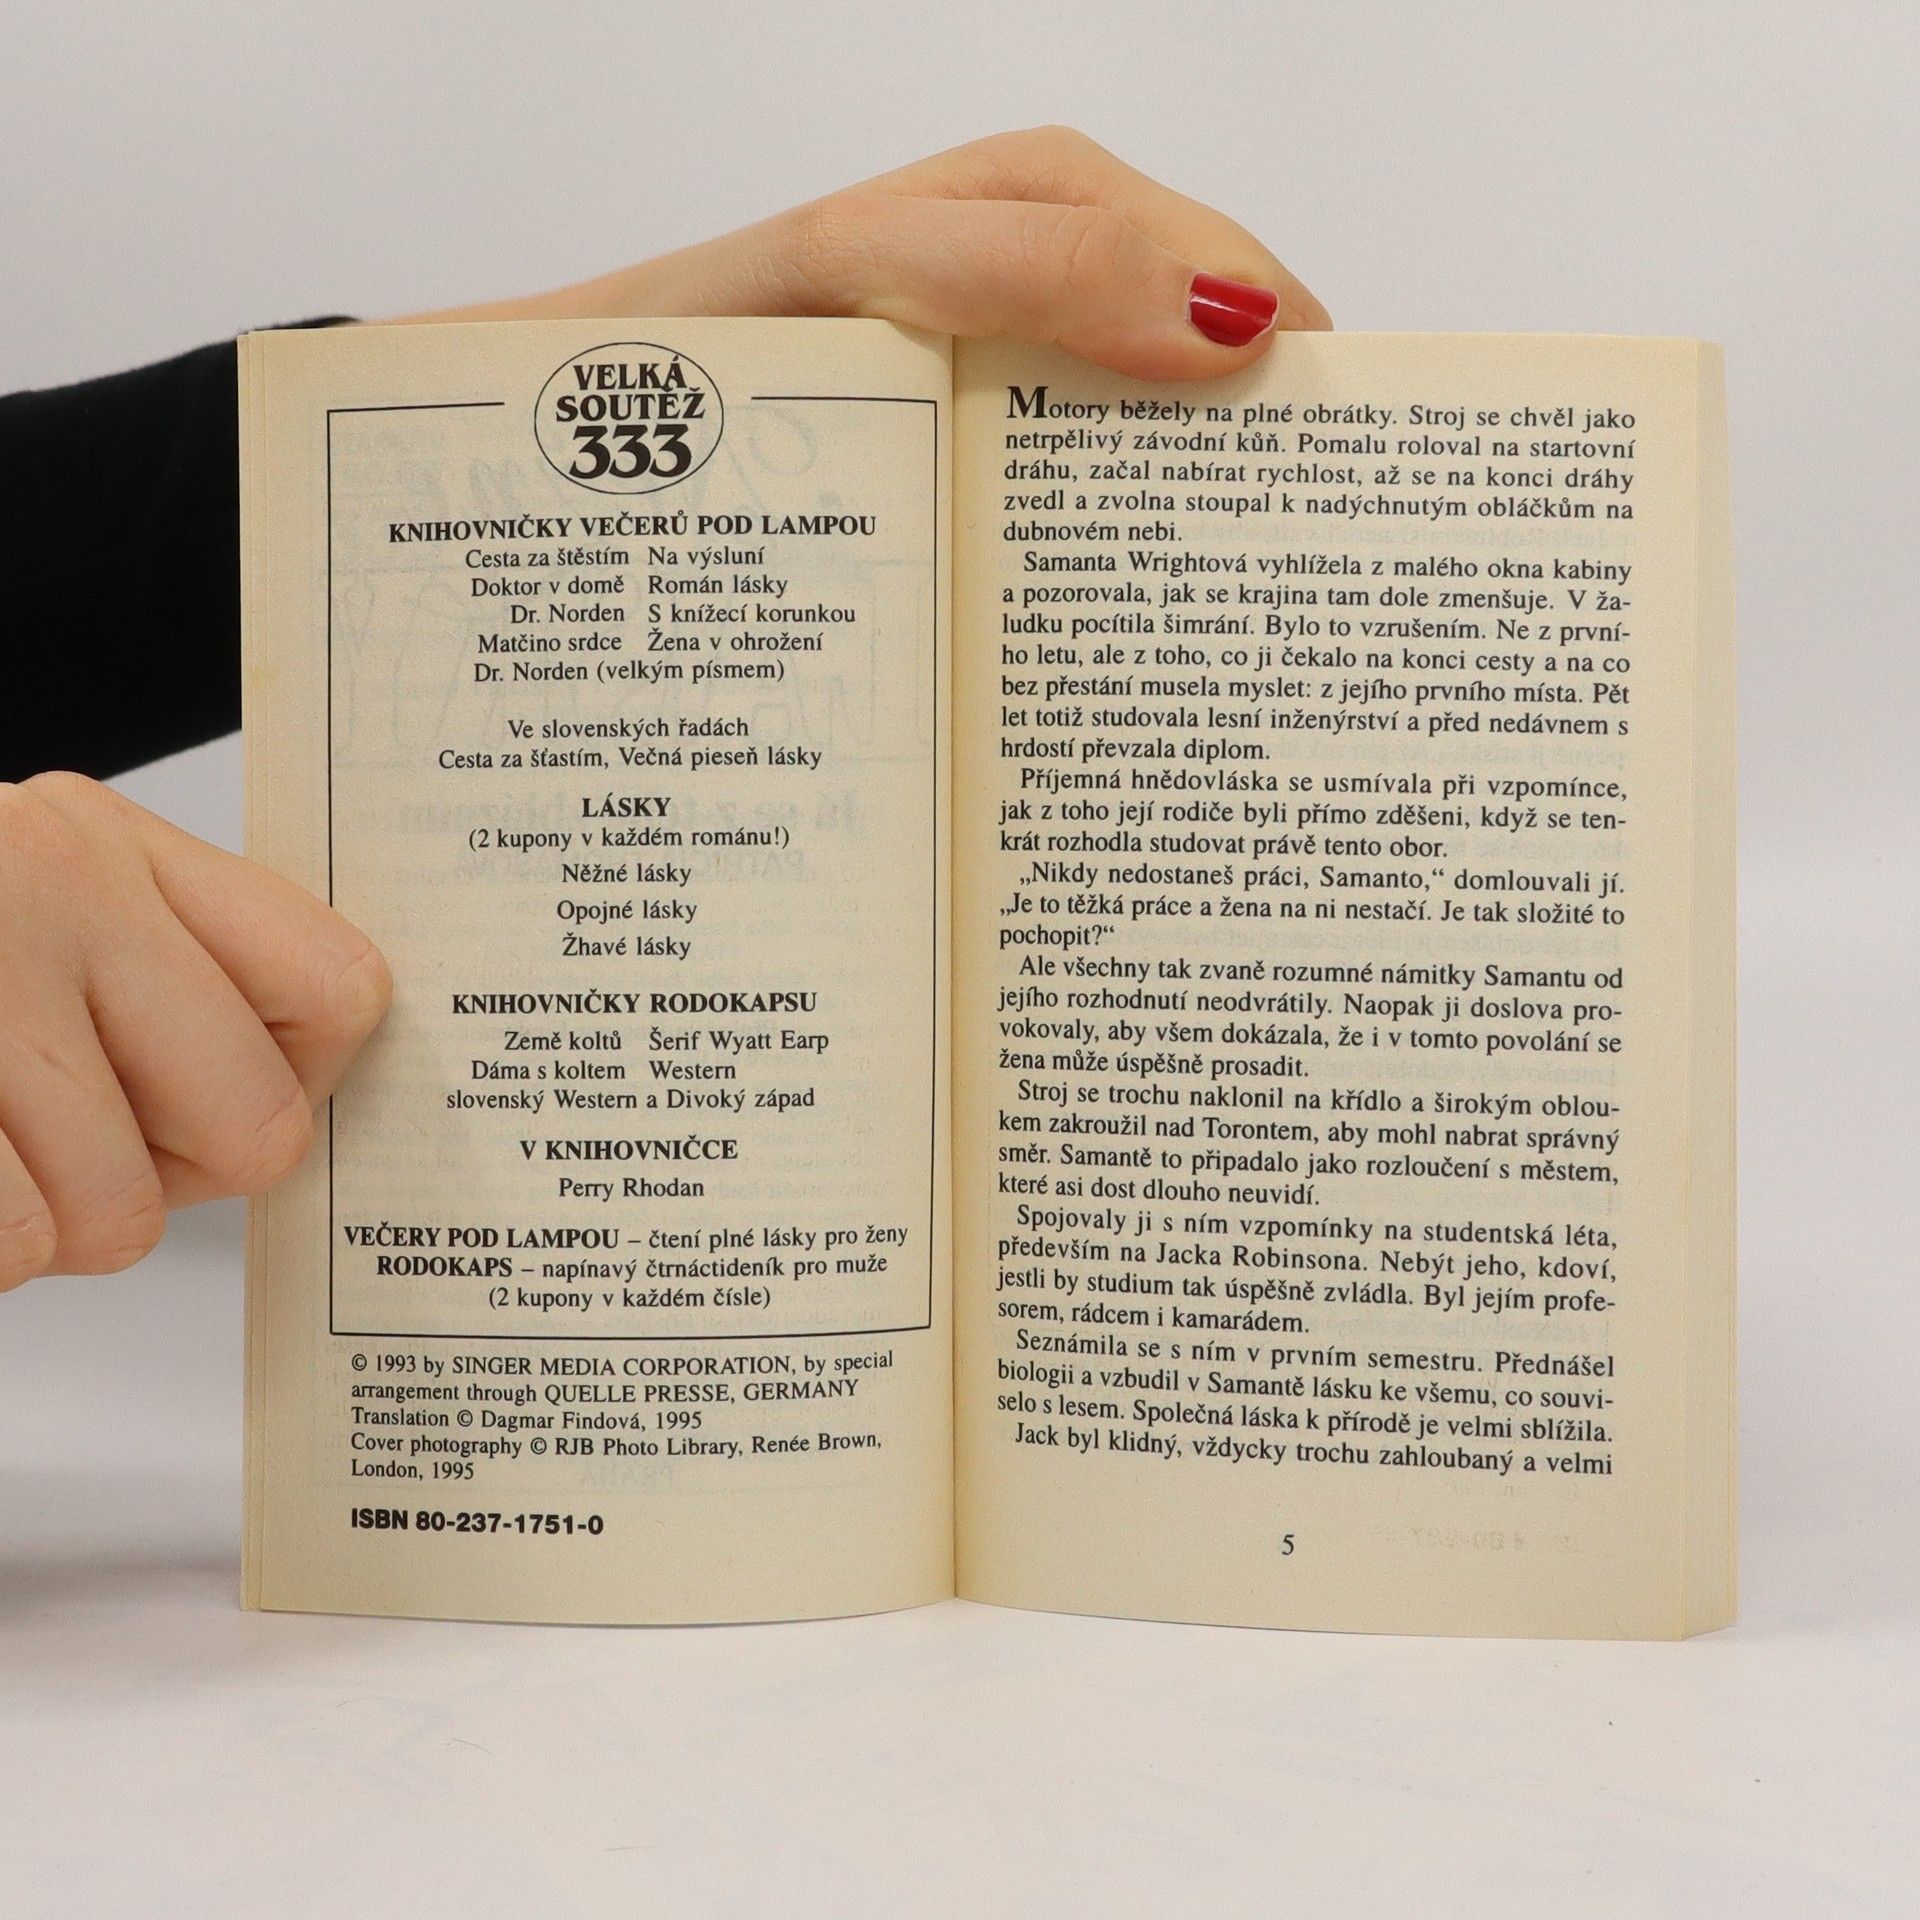 VELKÁ
SOUTĚŽ
333
KNIHOVNIČKY VEČERŮ POD LAMPOU
Cesta za štěstím Na výsluní
Doktor v domě Román lásky
Dr. Norden S knížecí korunkou
Matčino srdce Žena v ohrožení
Dr. Norden (velkým písmem)
Ve slovenských řadách
Cesta za šťastím, Večná pieseň lásky
LÁSKY
(2 kupony v každém románu!)
Něžné lásky
Opojné lásky
Žhavé lásky
KNIHOVNIČKY RODOKAPSU
Země koltů Šerif Wyatt Earp
Dáma s koltem Western
slovenský Western a Divoký západ
V KNIHOVNIČCE
Perry Rhodan
VEČERY POD LAMPOU – čtení plné lásky pro ženy
RODOKAPS – napínavý čtrnáctideník pro muže
(2 kupony v každém čísle)
© 1993 by SINGER MEDIA CORPORATION, by special
arrangement through QUELLE PRESSE, GERMANY
Translation © Dagmar Findová, 1995
Cover photography © RJB Photo Library, Renée Brown,
London, 1995
ISBN 80-237-1751-0
Motory běžely na plné obrátky. Stroj se chvěl jako
netrpělivý závodní kůň. Pomalu roloval na startovní
dráhu, začal nabírat rychlost, až se na konci dráhy
zvedl a zvolna stoupal k nadýchnutým obláčkům na
dubnovém nebi.
Samanta Wrightová vyhlížela z malého okna kabiny
a pozorovala, jak se krajina tam dole zmenšuje. V ža-
ludku pocítila šimrání. Bylo to vzrušením. Ne z první-
ho letu, ale z toho, co ji čekalo na konci cesty a na co
bez přestání musela myslet: z jejího prvního místa. Pět
let totiž studovala lesní inženýrství a před nedávnem s
hrdostí převzala diplom.
Příjemná hnědovláska se usmívala při vzpomínce,
jak z toho její rodiče byli přímo zděšeni, když se ten-
krát rozhodla studovat právě tento obor.
„Nikdy nedostaneš práci, Samanto,“ domlouvali jí.
„Je to těžká práce a žena na ni nestačí. Je tak složité to
pochopit?“
Ale všechny tak zvaně rozumné námitky Samantu od
jejího rozhodnutí neodvrátily. Naopak ji doslova pro-
vokovaly, aby všem dokázala, že i v tomto povolání se
žena může úspěšně prosadit.
Stroj se trochu naklonil na křídlo a širokým oblou-
kem zakroužil nad Torontem, aby mohl nabrat správný
směr. Samantě to připadalo jako rozloučení s městem,
které asi dost dlouho neuvidí.
Spojovaly ji s ním vzpomínky na studentská léta,
především na Jacka Robinsona. Nebýt jeho, kdoví,
jestli by studium tak úspěšně zvládla. Byl jejím profe-
sorem, rádcem i kamarádem.
Seznámila se s ním v prvním semestru. Přednášel
biologii a vzbudil v Samantě lásku ke všemu, co souvi-
selo s lesem. Společná láska k přírodě je velmi sblížila.
Jack byl klidný, vždycky trochu zahloubaný a velmi
5